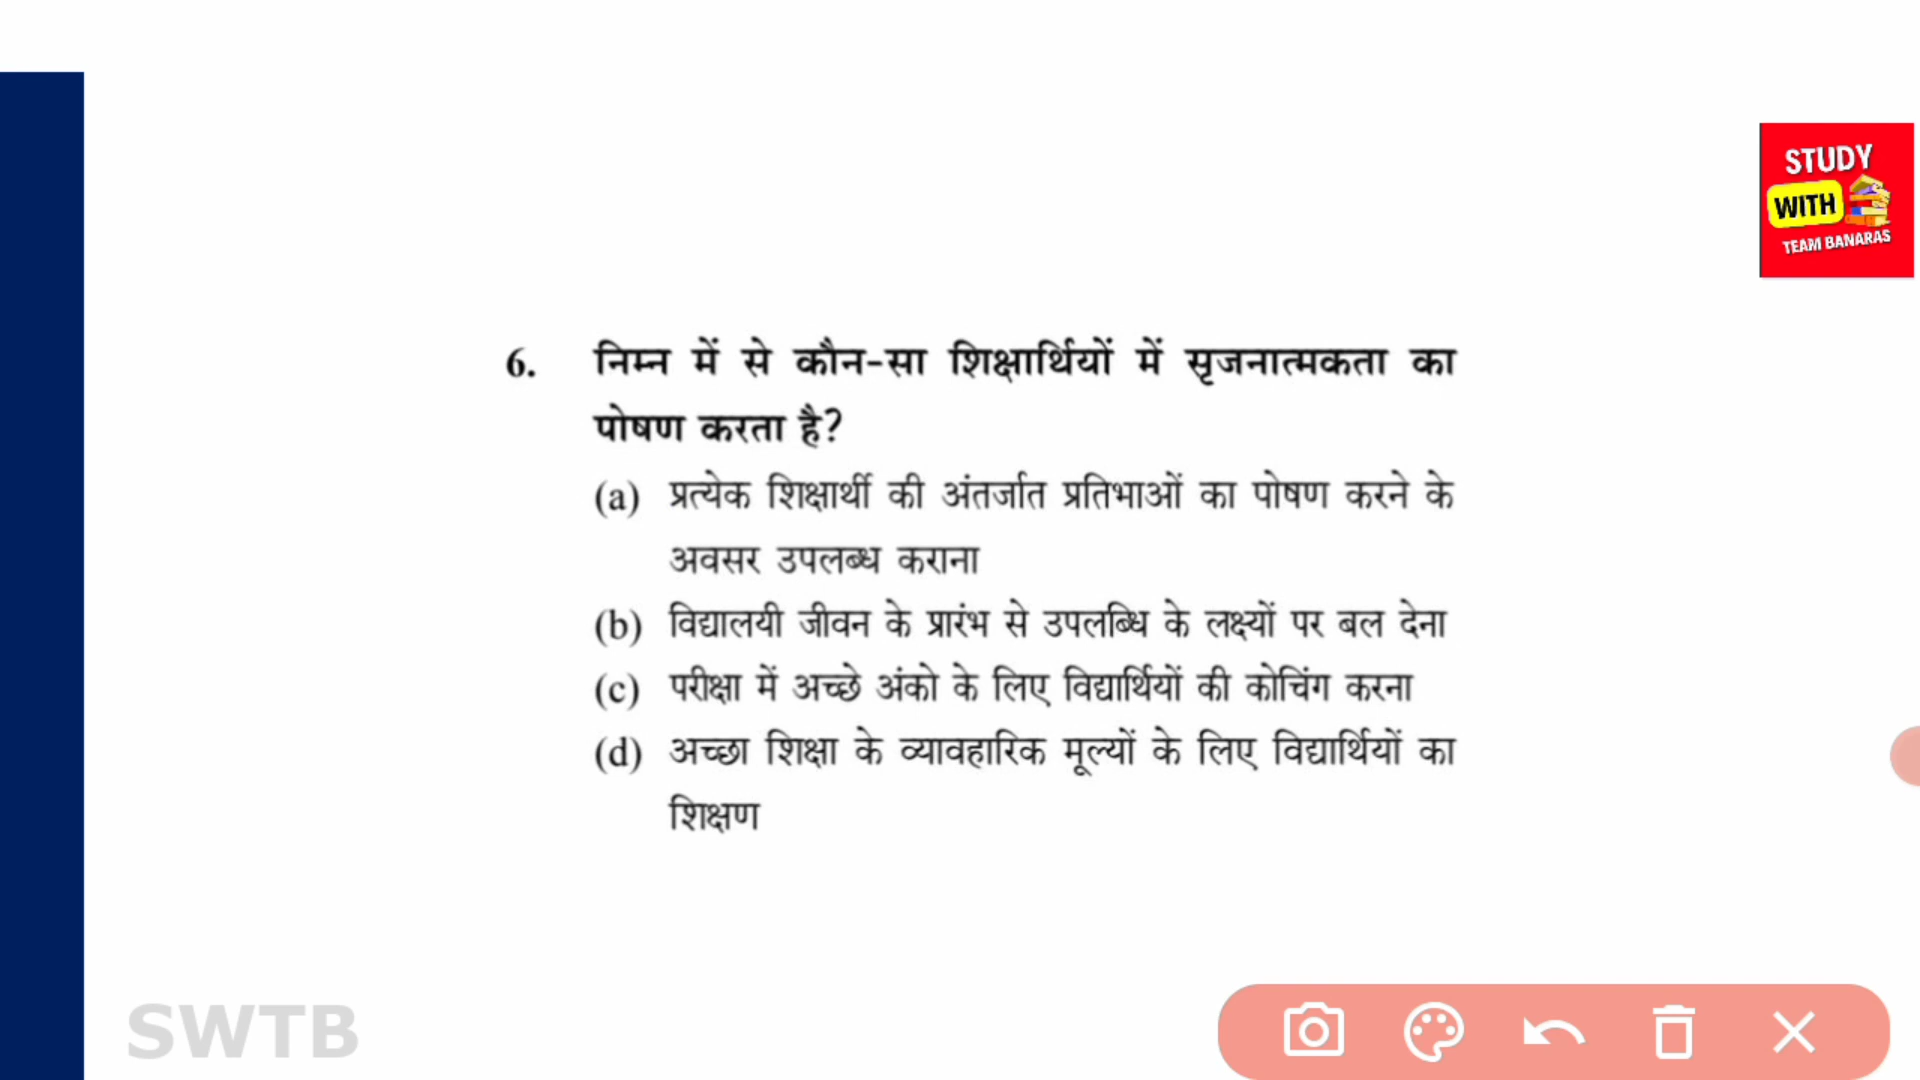 STUDY
WITH
TEAM BANARAS
6. निम्न में से कौन-सा शिक्षार्थियों में सृजनात्मकता का
पोषण करता है?
(a) प्रत्येक शिक्षार्थी की अंतर्जात प्रतिभाओं का पोषण करने के
अवसर उपलब्ध कराना
(b) विद्यालयी जीवन के प्रारंभ से उपलब्धि के लक्ष्यों पर बल देना
(c) परीक्षा में अच्छे अंको के लिए विद्यार्थियों की कोचिंग करना
(d) अच्छा शिक्षा के व्यावहारिक मूल्यों के लिए विद्यार्थियों का
शिक्षण
SWTB